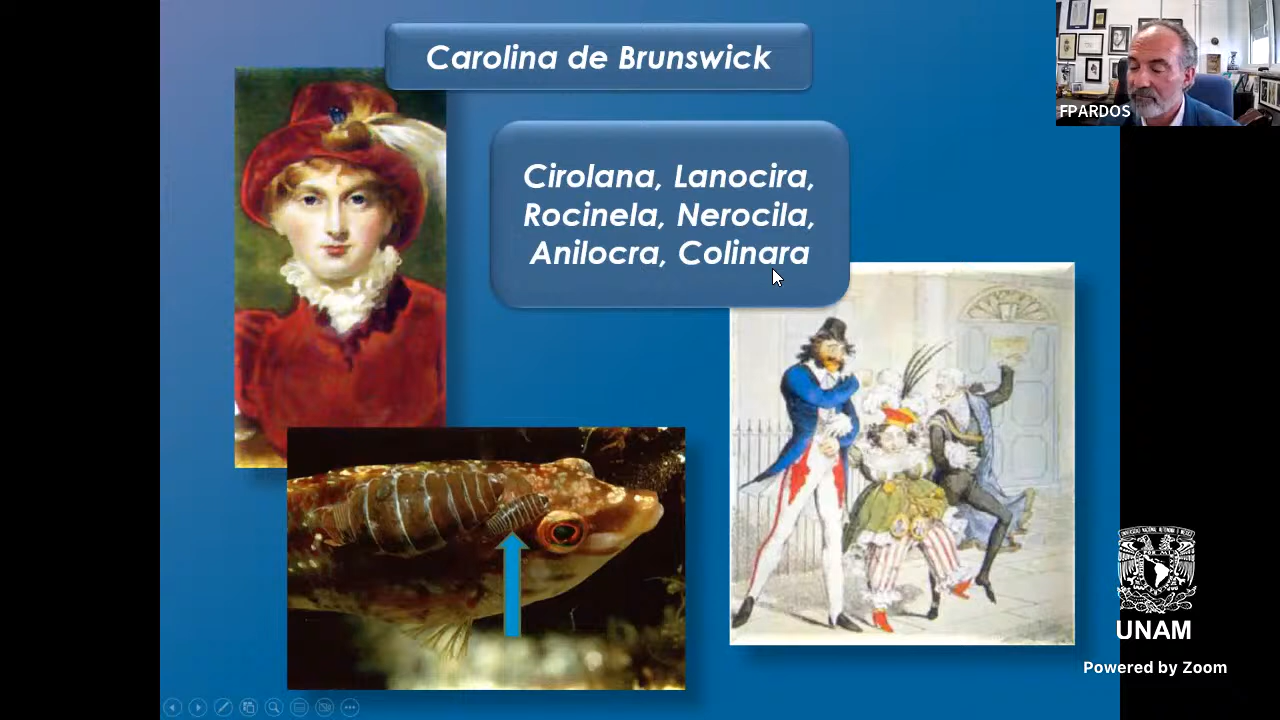 Carolina de Brunswick
Cirolana, Lanocira,
Rocinela, Nerocila,
Anilocra, Colinara
FPARDOS
UNAM
Powered by Zoom